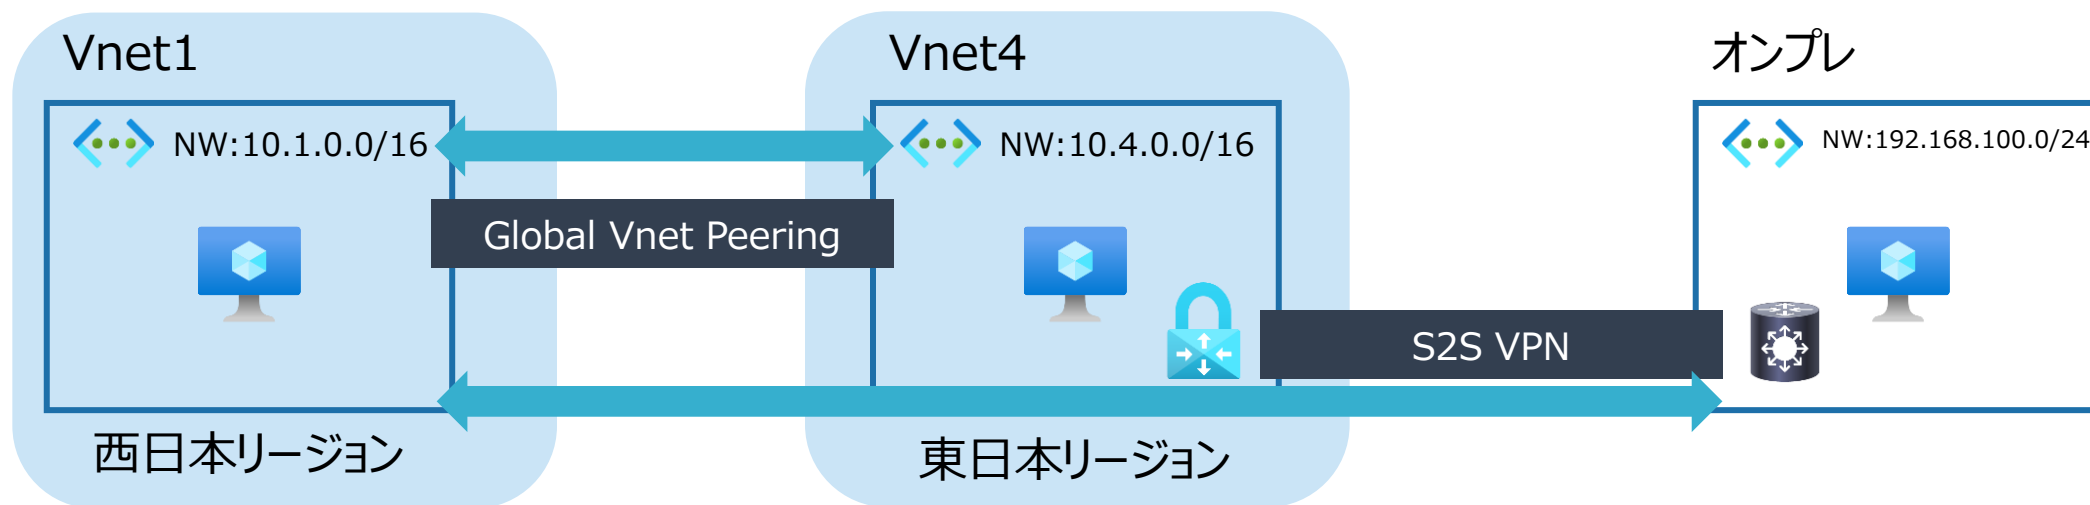 Vnet1
NW:10.1.0.0/16
西日本リージョン
Global Vnet Peering
Vnet4
NW:10.4.0.0/16
東日本リージョン
S2S VPN
オンプレ
NW:192.168.100.0/24